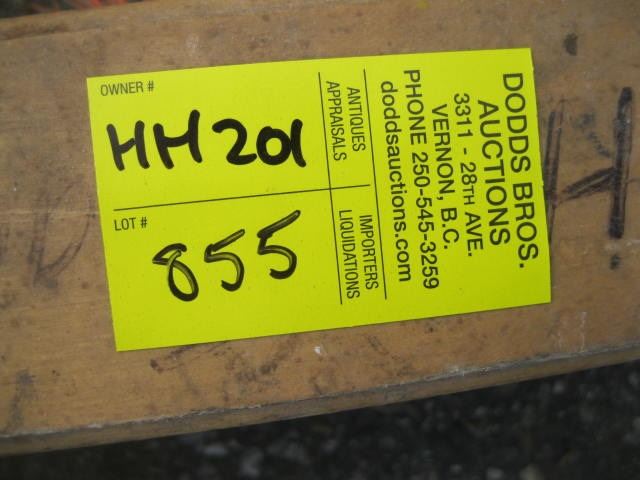 OWNER #
HH201
LOT #
855
ANTIQUES
APPRAISALS
IMPORTERS
LIQUIDATIONS
DODDS BROS.
AUCTIONS
3311 - 28TH AVE.
VERNON, B.C.
PHONE 250-545-3259
doddsauctions.com
H